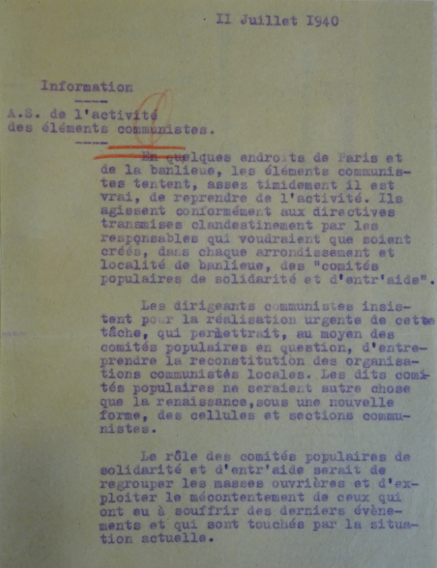 11 Juillet 1940
Information
A.S. de l'activité
des éléments communistes.
En quelques endroits de Paris et
de la banlieue, les éléments communis-
tes tentent, assez timidement il est
vrai, de reprendre de l'activité. Ils
agissent conformément aux directives
transmises clandestinement par les
responsables qui voudraient que soient
créés, dans chaque arrondissement et
localité de banlieue, des "comités
populaires de solidarité et d'entr'aide".
Les dirigeants communistes insis-
tent pour la réalisation urgente de cette
tâche, qui permettrait, au moyen des
comités populaires en question, d'entre-
prendre la reconstitution des organisa-
tions communistes locales. Les dits comi-
tés populaires ne seraient autre chose
que la renaissance,sous une nouvelle
forme, des cellules et sections commu-
nistes.
Le rôle des comités populaires de
solidarité et d'entr'aide serait de
regrouper les masses ouvrières et d'ex-
ploiter le mécontentement de ceux qui
ont eu à souffrir des derniers évène-
ments et qui sont touchés par la situa-
tion actuelle.